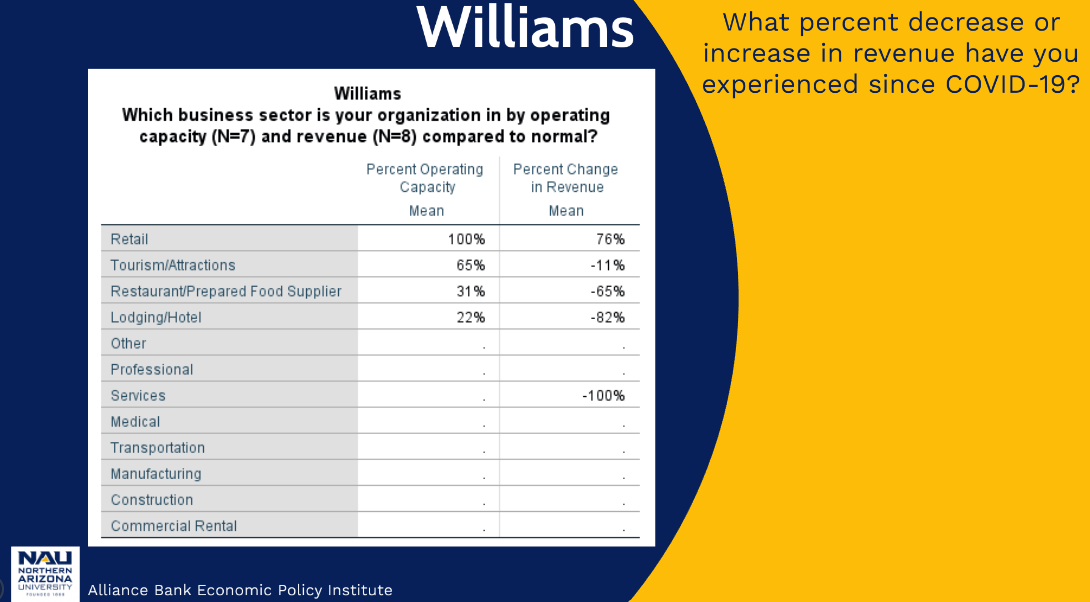 Williams
What percent decrease or
increase in revenue have you
experienced since COVID-19?
Williams
Which business sector is your organization in by operating
capacity (N=7) and revenue (N=8) compared to normal?
Percent Operating Capacity Percent Change in Revenue
Mean Mean
Retail 100% 76%
Tourism/Attractions 65% -11%
Restaurant/Prepared Food Supplier 31% -65%
Lodging/Hotel 22% -82%
Other . .
Professional . .
Services . -100%
Medical . .
Transportation . .
Manufacturing . .
Construction . .
Commercial Rental . .
NAU
NORTHERN
ARIZONA
UNIVERSITY
FOUNDED 1899
Alliance Bank Economic Policy Institute